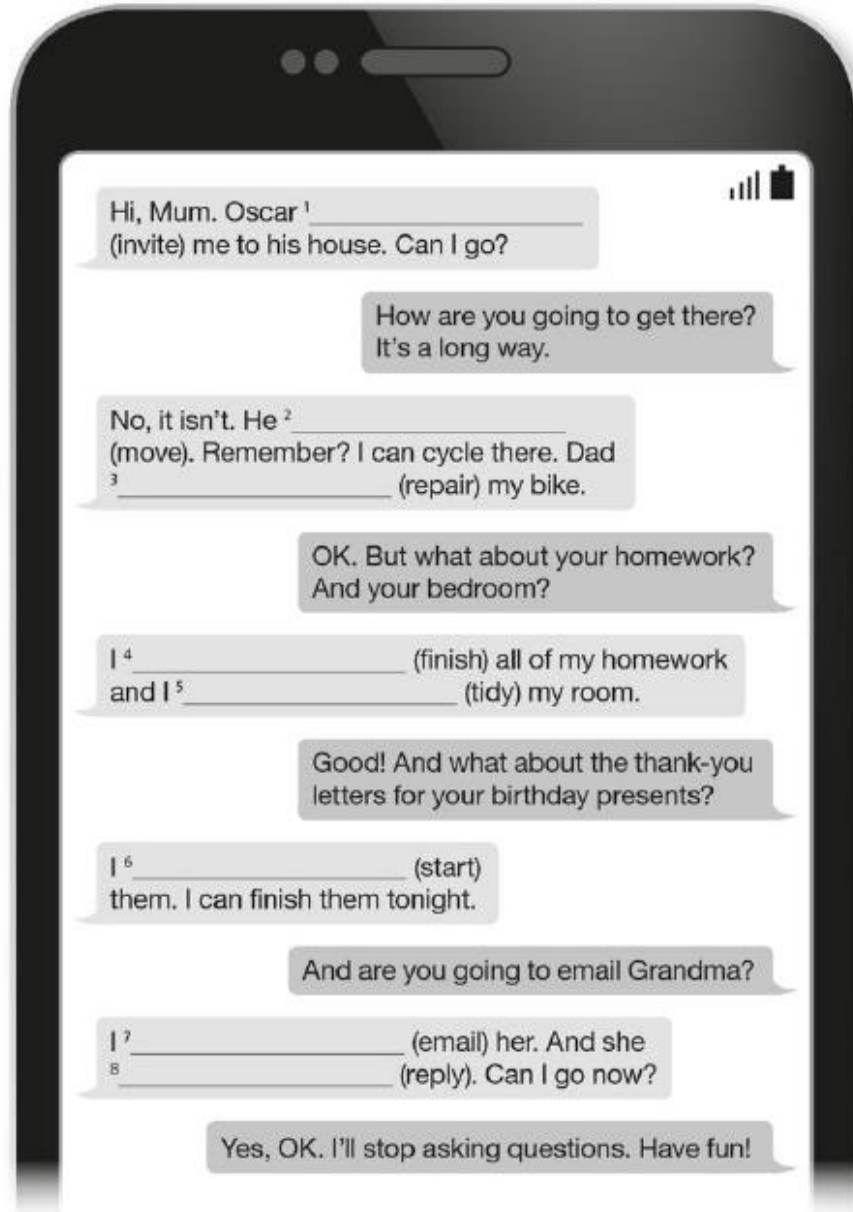 Hi, Mum. Oscar ¹____________________
(invite) me to his house. Can I go?
How are you going to get there?
It's a long way.
No, it isn't. He ²____________________
(move). Remember? I can cycle there. Dad
³____________________ (repair) my bike.
OK. But what about your homework?
And your bedroom?
I ⁴____________________ (finish) all of my homework
and I ⁵____________________ (tidy) my room.
Good! And what about the thank-you
letters for your birthday presents?
I ⁶____________________ (start)
them. I can finish them tonight.
And are you going to email Grandma?
I ⁷____________________ (email) her. And she
⁸____________________ (reply). Can I go now?
Yes, OK. I'll stop asking questions. Have fun!